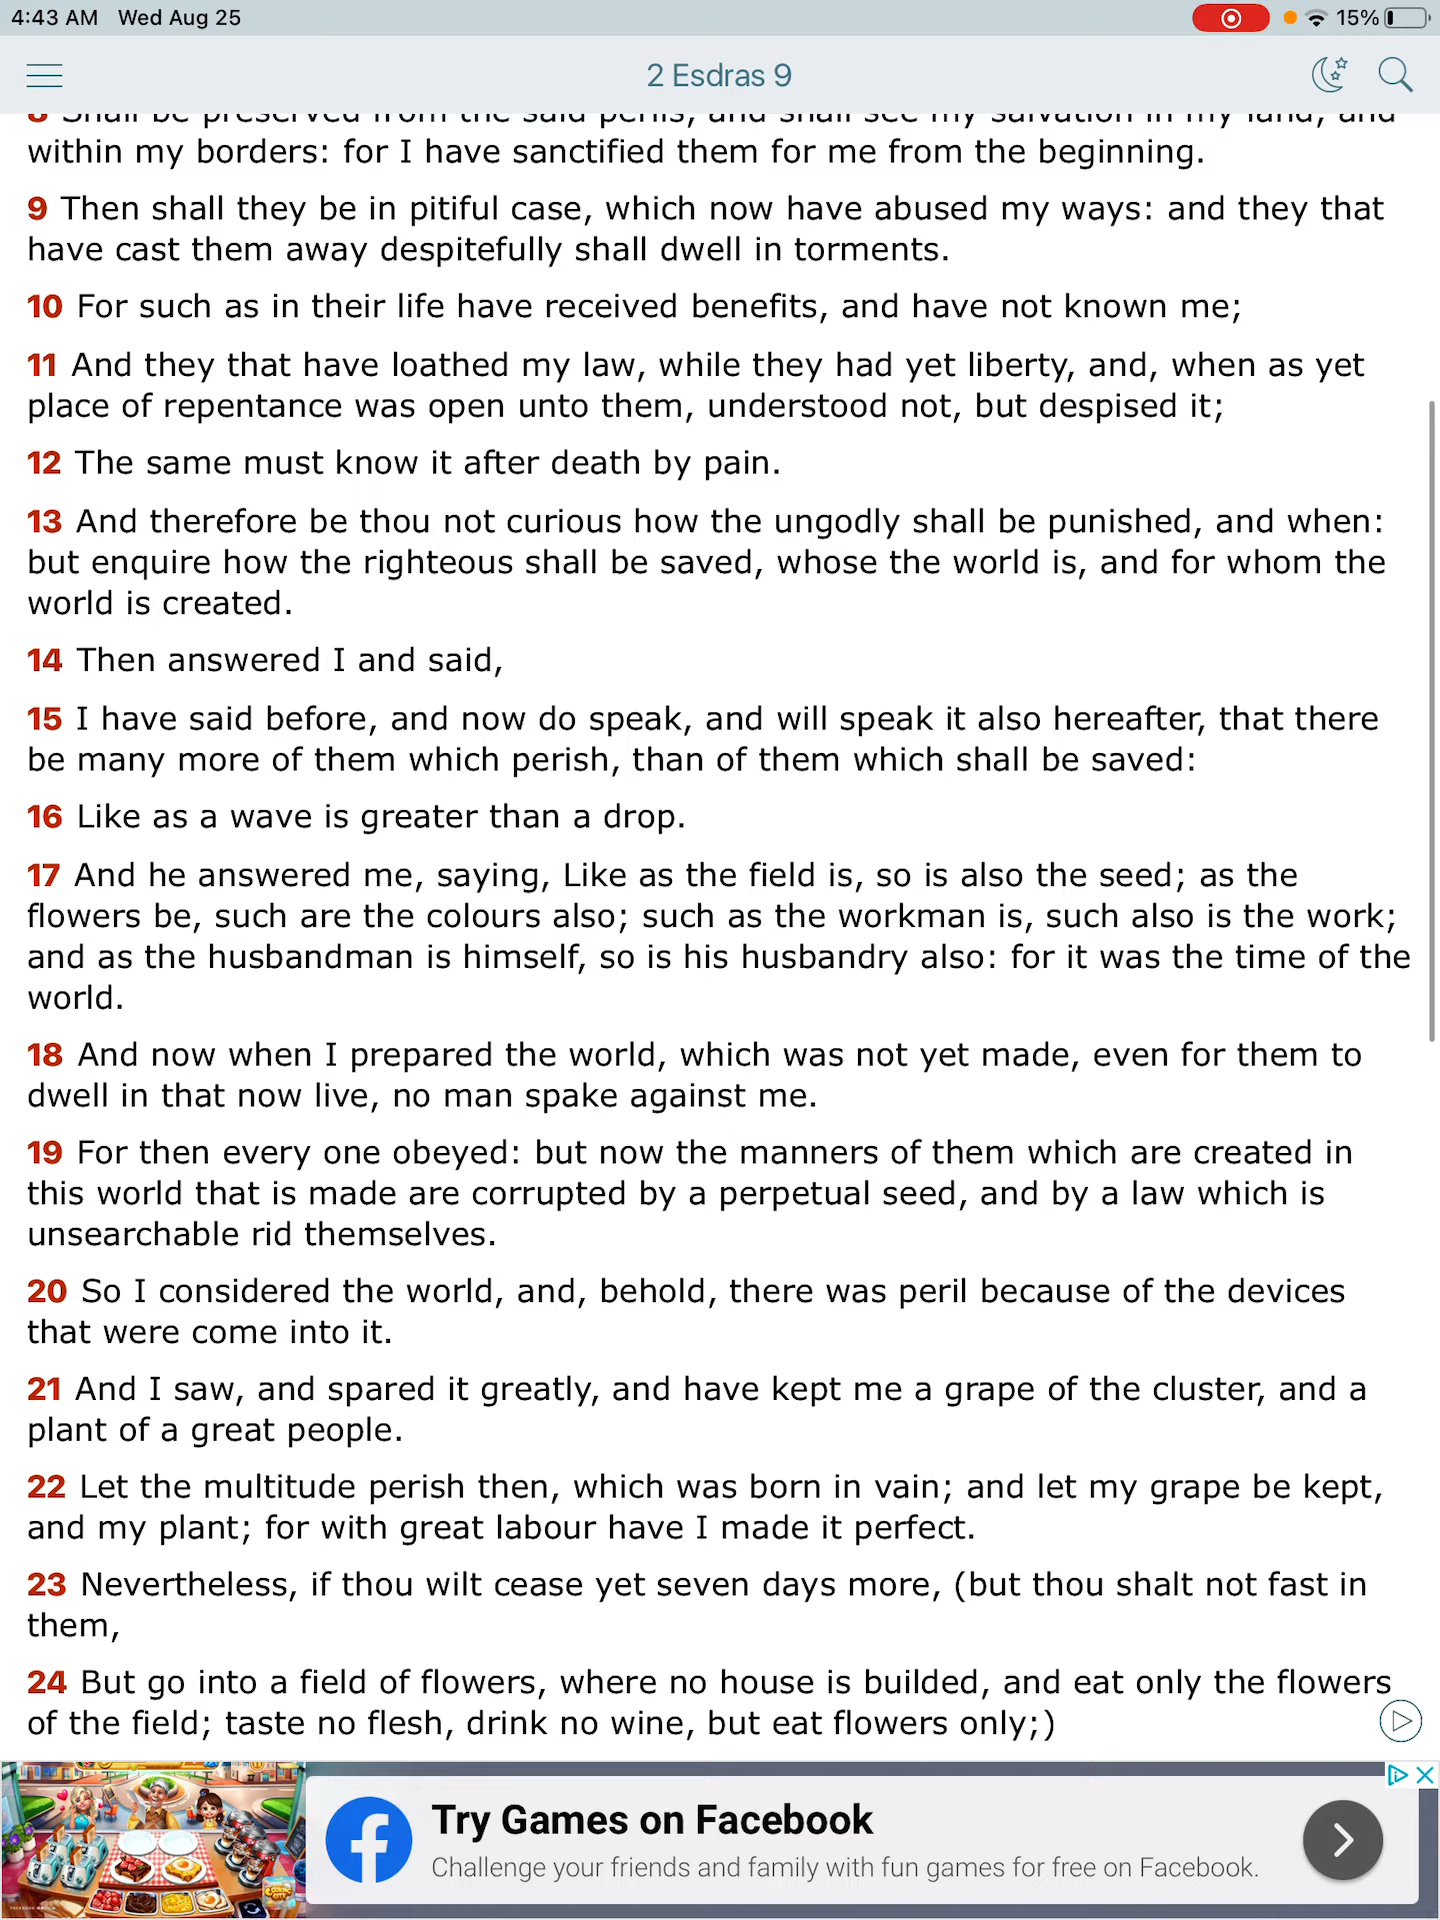 4:43 AM Wed Aug 25
15%
2 Esdras 9
8 Shall be preserved from the said perils, and shall see my salvation in my land, and
within my borders: for I have sanctified them for me from the beginning.
9 Then shall they be in pitiful case, which now have abused my ways: and they that
have cast them away despitefully shall dwell in torments.
10 For such as in their life have received benefits, and have not known me;
11 And they that have loathed my law, while they had yet liberty, and, when as yet
place of repentance was open unto them, understood not, but despised it;
12 The same must know it after death by pain.
13 And therefore be thou not curious how the ungodly shall be punished, and when:
but enquire how the righteous shall be saved, whose the world is, and for whom the
world is created.
14 Then answered I and said,
15 I have said before, and now do speak, and will speak it also hereafter, that there
be many more of them which perish, than of them which shall be saved:
16 Like as a wave is greater than a drop.
17 And he answered me, saying, Like as the field is, so is also the seed; as the
flowers be, such are the colours also; such as the workman is, such also is the work;
and as the husbandman is himself, so is his husbandry also: for it was the time of the
world.
18 And now when I prepared the world, which was not yet made, even for them to
dwell in that now live, no man spake against me.
19 For then every one obeyed: but now the manners of them which are created in
this world that is made are corrupted by a perpetual seed, and by a law which is
unsearchable rid themselves.
20 So I considered the world, and, behold, there was peril because of the devices
that were come into it.
21 And I saw, and spared it greatly, and have kept me a grape of the cluster, and a
plant of a great people.
22 Let the multitude perish then, which was born in vain; and let my grape be kept,
and my plant; for with great labour have I made it perfect.
23 Nevertheless, if thou wilt cease yet seven days more, (but thou shalt not fast in
them,
24 But go into a field of flowers, where no house is builded, and eat only the flowers
of the field; taste no flesh, drink no wine, but eat flowers only;)
Try Games on Facebook
Challenge your friends and family with fun games for free on Facebook.